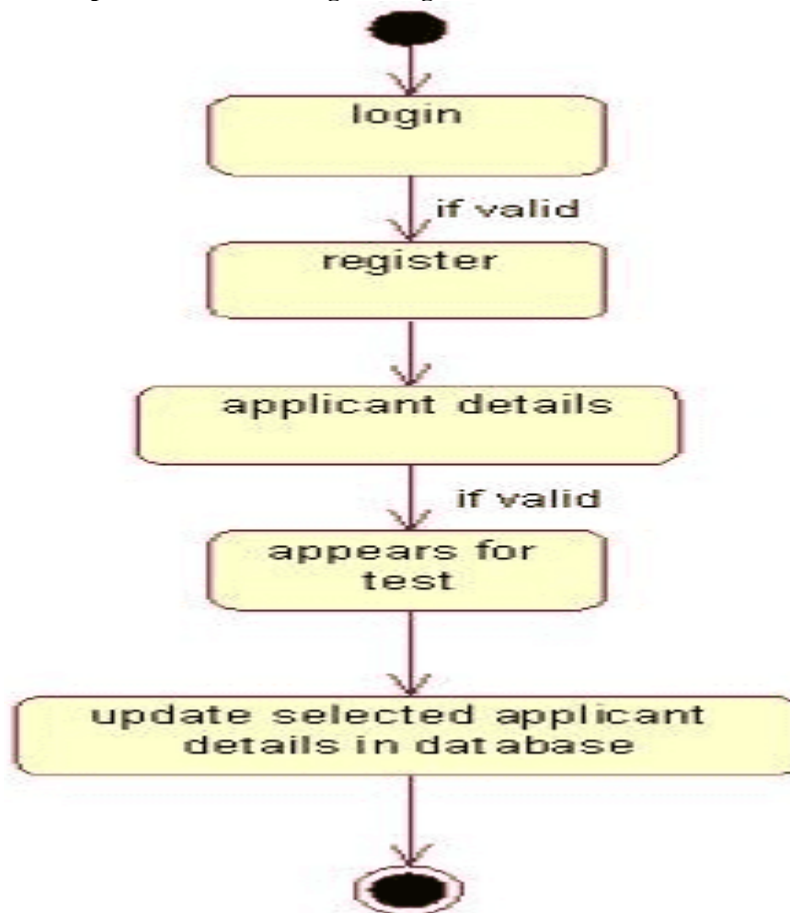 login
if valid
register
applicant details
if valid
appears for
test
update selected applicant
details in database